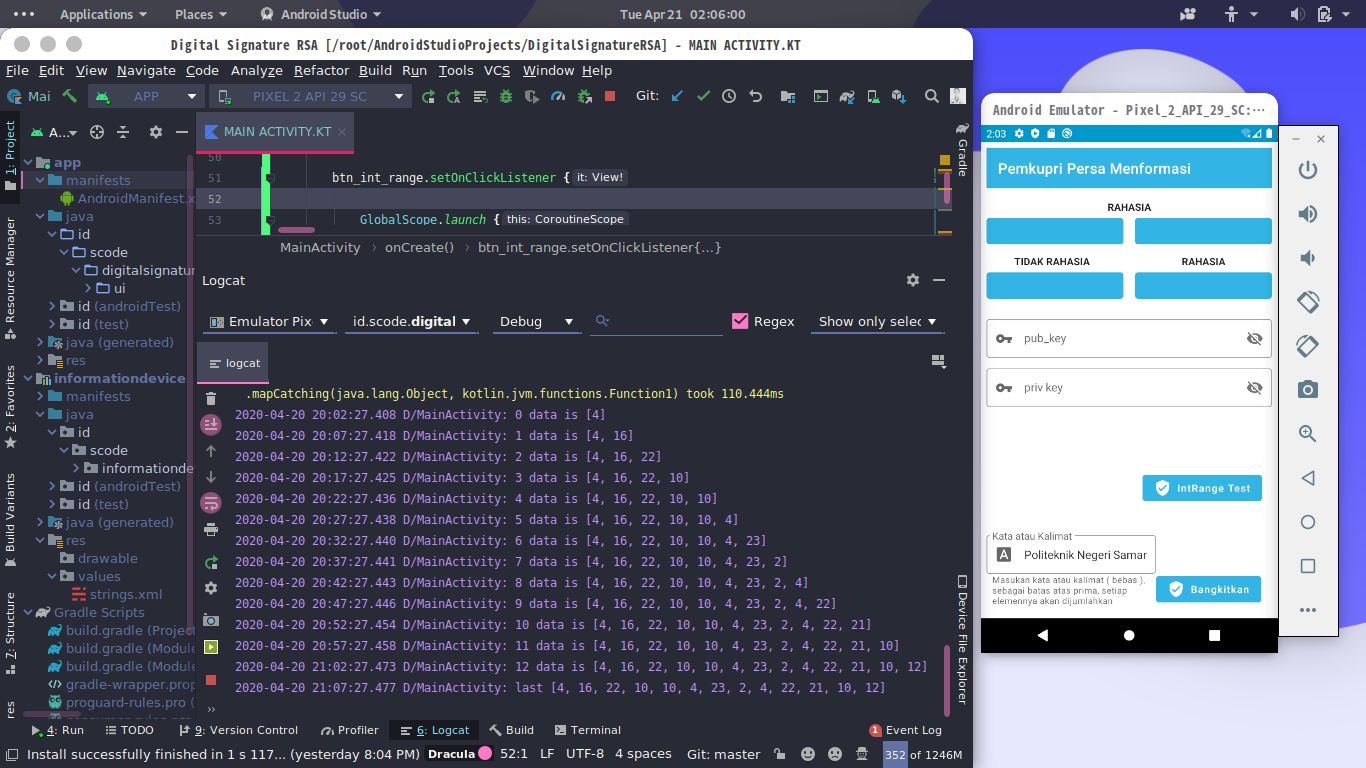 Applications Places Android Studio Tue Apr 21 02:06:00
Digital Signature RSA [/root/AndroidStudioProjects/DigitalSignatureRSA] - MAIN ACTIVITY.KT
File Edit View Navigate Code Analyze Refactor Build Run Tools VCS Window Help
Mai APP PIXEL 2 API 29 SC Git:
A... MAIN ACTIVITY.KT
1: Project
Resource Manager
2: Favorites
Build Variants
7: Structure
res
app
manifests
AndroidManifest.x
java
id
scode
digitalsignatur
ui
id (androidTest)
id (test)
java (generated)
res
informationdevice
manifests
java
id
scode
informationde
id (androidTest)
id (test)
java (generated)
res
drawable
values
strings.xml
Gradle Scripts
build.gradle (Projec
build.gradle (Module
build.gradle (Module
gradle-wrapper.prop
proguard-rules.pro (
50
51 btn_int_range.setOnClickListener { it: View!
52
53 GlobalScope.launch { this: CoroutineScope
MainActivity › onCreate() › btn_int_range.setOnClickListener{...}
Logcat
Emulator Pix id.scode.digital Debug Regex Show only selec
logcat
.mapCatching(java.lang.Object, kotlin.jvm.functions.Function1) took 110.444ms
2020-04-20 20:02:27.408 D/MainActivity: 0 data is [4]
2020-04-20 20:07:27.418 D/MainActivity: 1 data is [4, 16]
2020-04-20 20:12:27.422 D/MainActivity: 2 data is [4, 16, 22]
2020-04-20 20:17:27.425 D/MainActivity: 3 data is [4, 16, 22, 10]
2020-04-20 20:22:27.436 D/MainActivity: 4 data is [4, 16, 22, 10, 10]
2020-04-20 20:27:27.438 D/MainActivity: 5 data is [4, 16, 22, 10, 10, 4]
2020-04-20 20:32:27.440 D/MainActivity: 6 data is [4, 16, 22, 10, 10, 4, 23]
2020-04-20 20:37:27.441 D/MainActivity: 7 data is [4, 16, 22, 10, 10, 4, 23, 2]
2020-04-20 20:42:27.443 D/MainActivity: 8 data is [4, 16, 22, 10, 10, 4, 23, 2, 4]
2020-04-20 20:47:27.446 D/MainActivity: 9 data is [4, 16, 22, 10, 10, 4, 23, 2, 4, 22]
2020-04-20 20:52:27.454 D/MainActivity: 10 data is [4, 16, 22, 10, 10, 4, 23, 2, 4, 22, 21]
2020-04-20 20:57:27.458 D/MainActivity: 11 data is [4, 16, 22, 10, 10, 4, 23, 2, 4, 22, 21, 10]
2020-04-20 21:02:27.473 D/MainActivity: 12 data is [4, 16, 22, 10, 10, 4, 23, 2, 4, 22, 21, 10, 12]
2020-04-20 21:07:27.477 D/MainActivity: last [4, 16, 22, 10, 10, 4, 23, 2, 4, 22, 21, 10, 12]
Gradle
Device File Explorer
4: Run TODO 9: Version Control Profiler 6: Logcat Build Terminal 1 Event Log
Install successfully finished in 1 s 117... (yesterday 8:04 PM) Dracula 52:1 LF UTF-8 4 spaces Git: master 352 of 1246M
Android Emulator - Pixel_2_API_29_SC:...
2:03
Pemkupri Persa Menformasi
RAHASIA
TIDAK RAHASIA RAHASIA
pub_key
priv key
IntRange Test
Kata atau Kalimat
A Politeknik Negeri Samar
Masukan kata atau kalimat ( bebas ),
sebagai batas atas prima, setiap
elemennya akan dijumlahkan
Bangkitkan